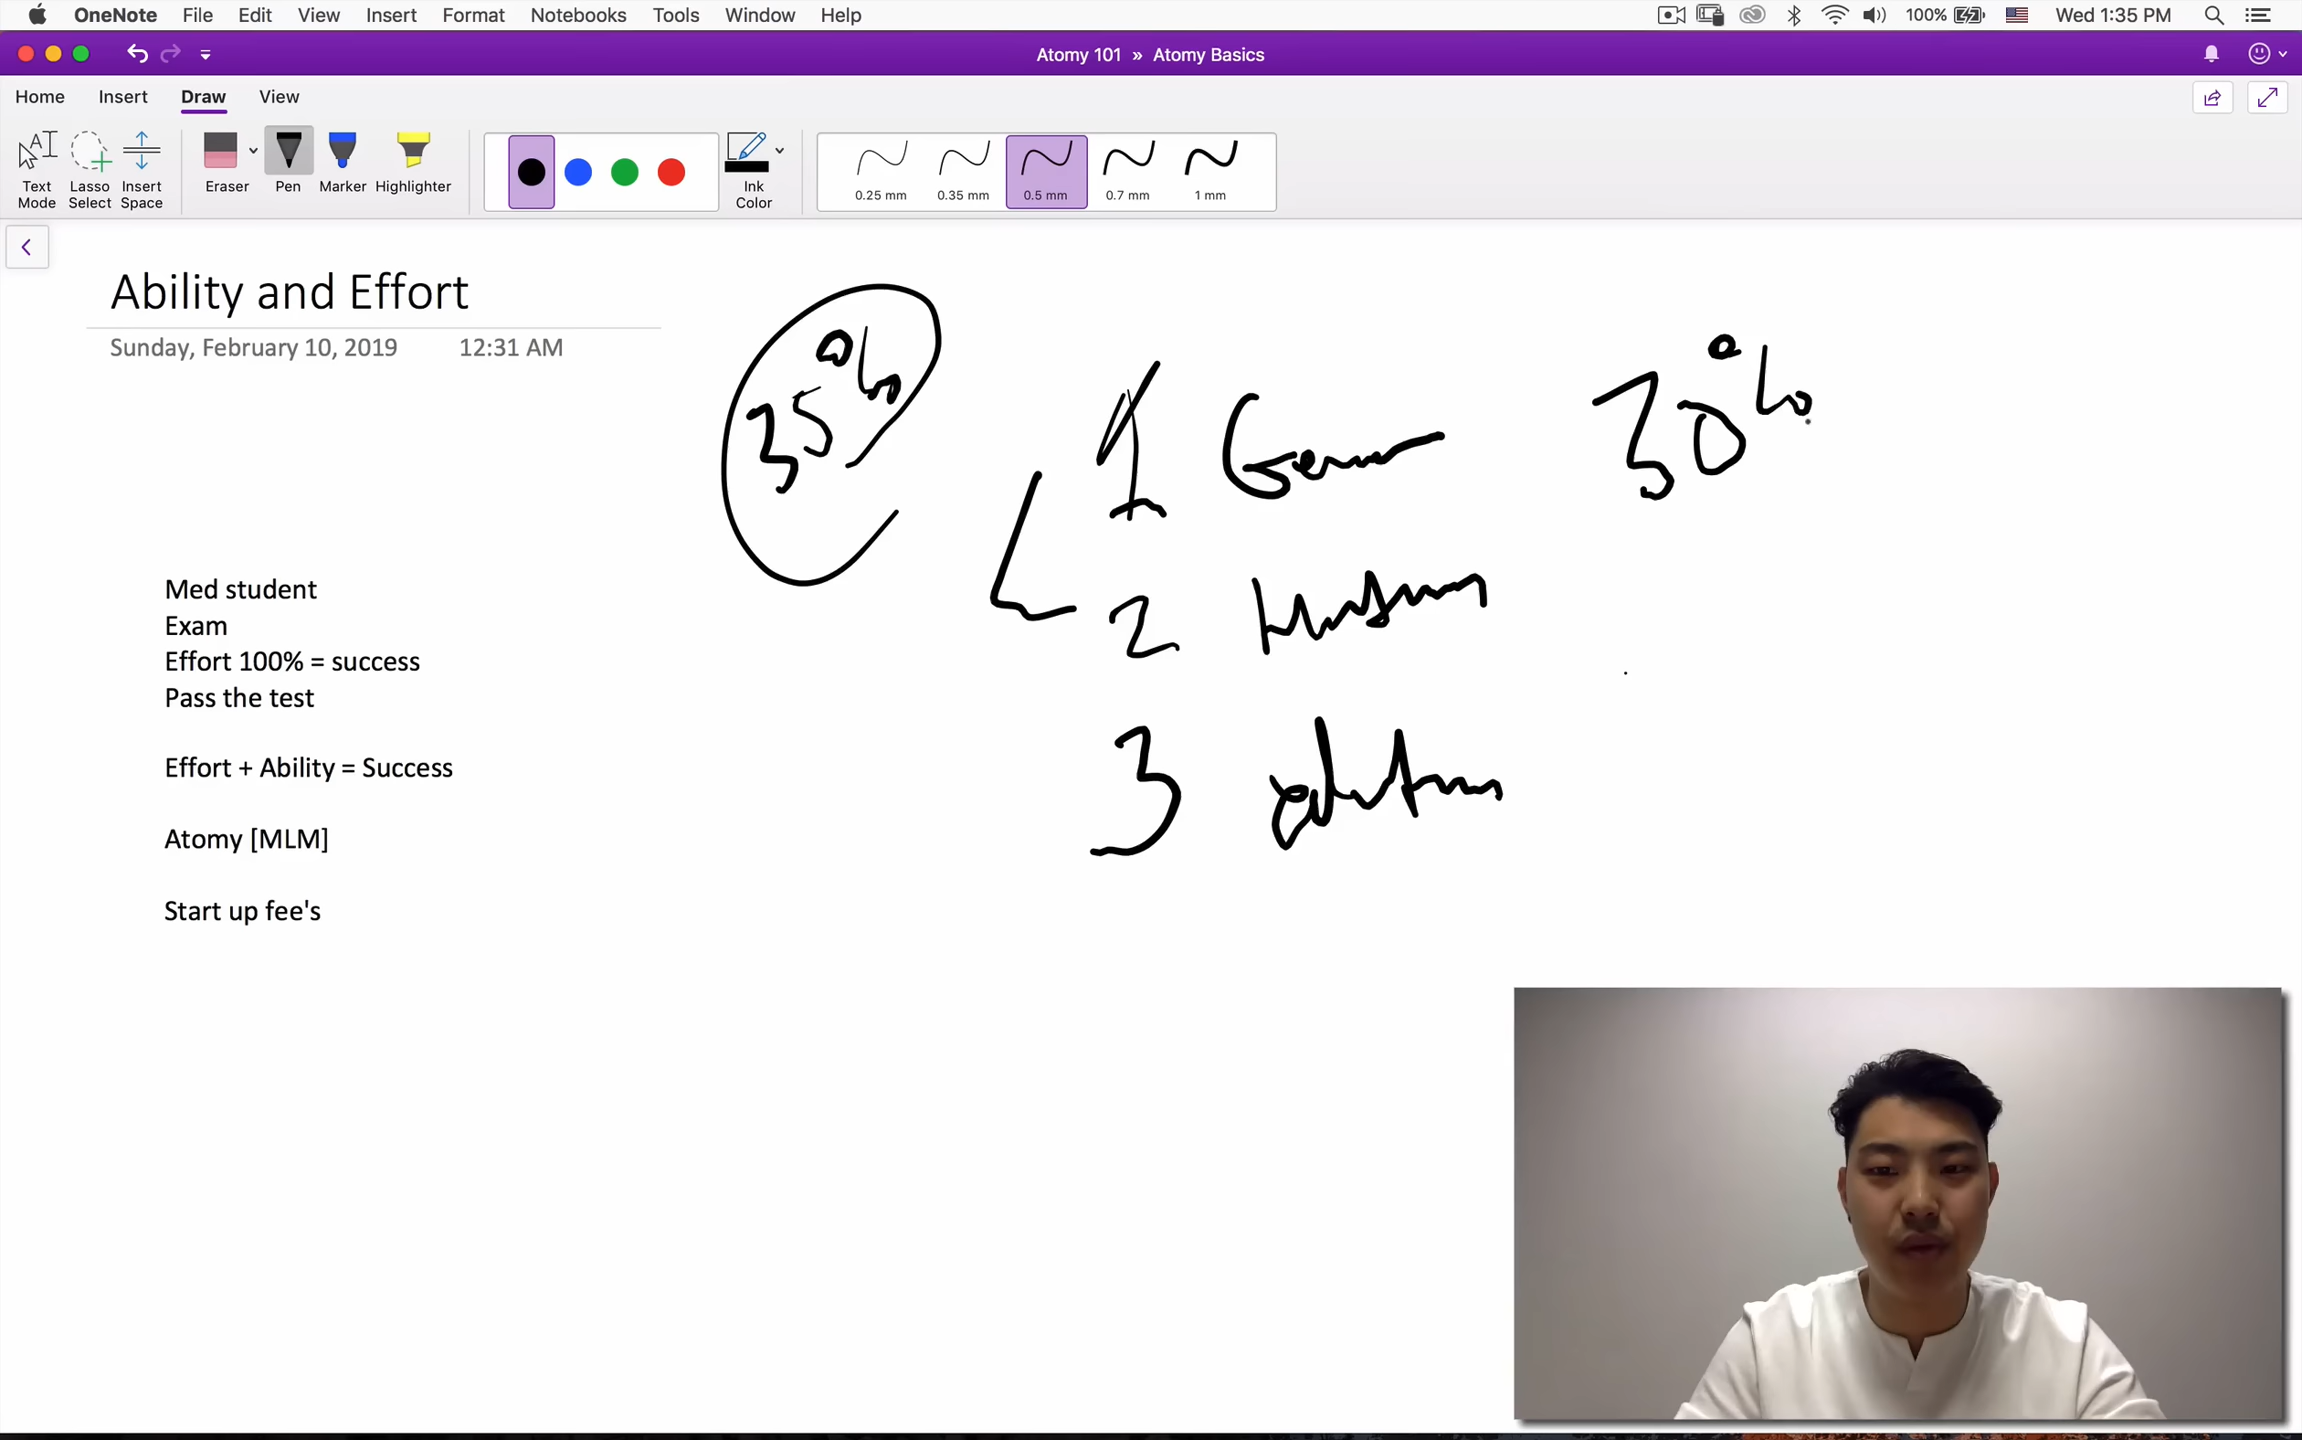 OneNote File Edit View Insert Format Notebooks Tools Window Help 100% Wed 1:35 PM
Atomy 101 » Atomy Basics
Home Insert Draw View
Text Mode Lasso Select Insert Space Eraser Pen Marker Highlighter Ink Color 0.25 mm 0.35 mm 0.5 mm 0.7 mm 1 mm
Ability and Effort
Sunday, February 10, 2019 12:31 AM
35% 1 30%
Med student
Exam
2
Effort 100% = success
Pass the test
Effort + Ability = Success
3
Atomy [MLM]
Start up fee's